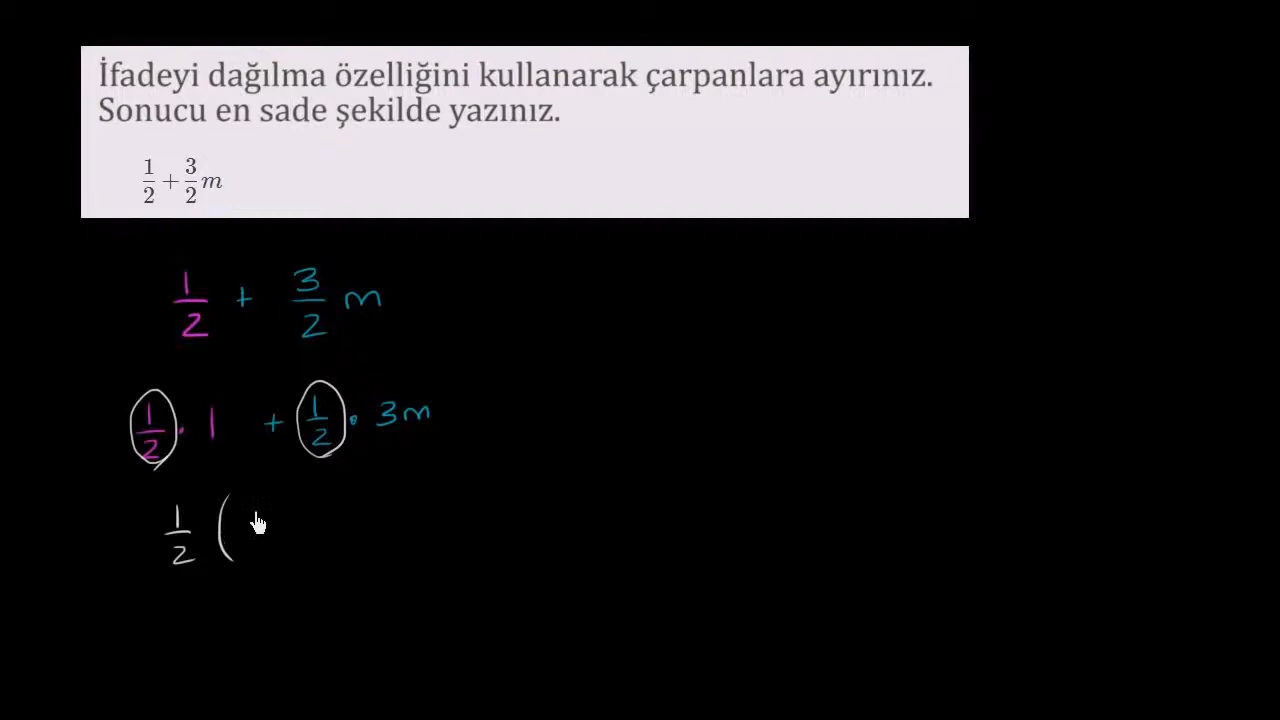 İfadeyi dağılma özelliğini kullanarak çarpanlara ayırınız.
Sonucu en sade şekilde yazınız.
1/2 + 3/2 m
1/2 + 3/2 m
1/2 · 1 + 1/2 · 3m
1/2 (